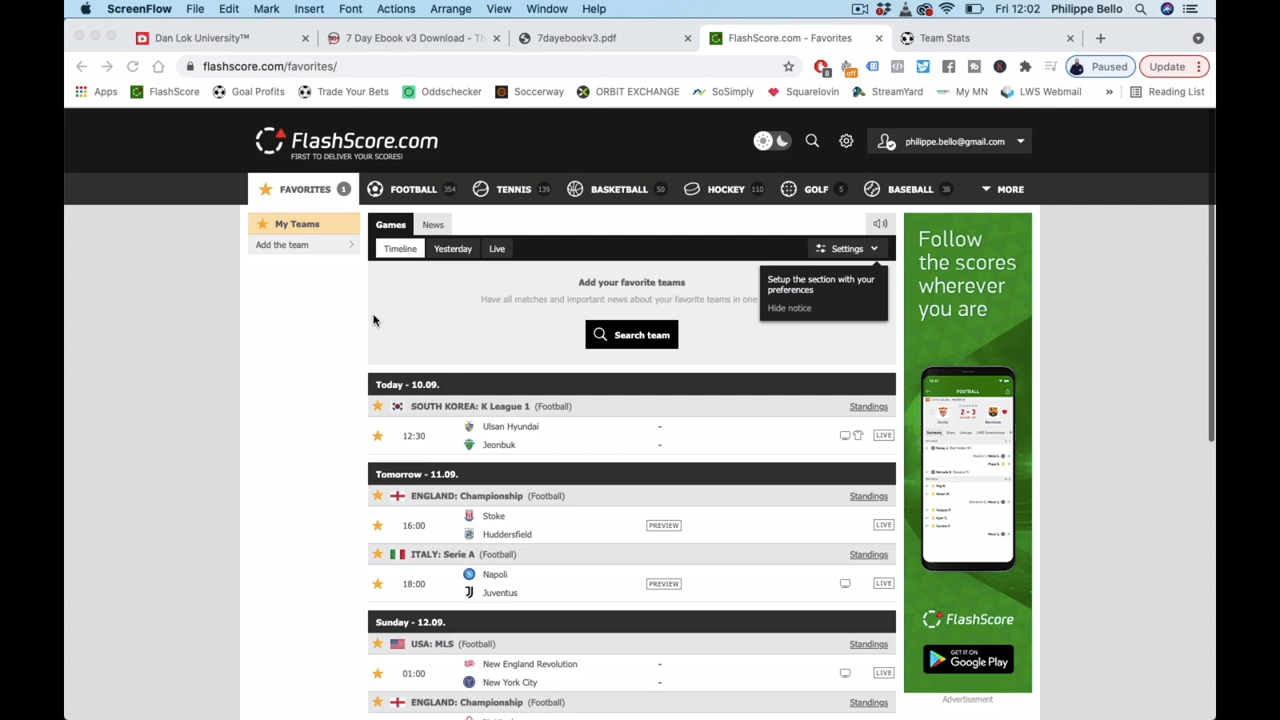 ScreenFlow File Edit Mark Insert Font Actions Arrange View Window Help Fri 12:02 Philippe Bello
Dan Lok University™ 7 Day Ebook v3 Download - Th 7dayebookv3.pdf FlashScore.com - Favorites Team Stats
flashscore.com/favorites/ 8 off K Paused Update
Apps FlashScore Goal Profits Trade Your Bets Oddschecker Soccerway ORBIT EXCHANGE SoSimply Squarelovin StreamYard My MN LWS Webmail » Reading List
FlashScore.com
FIRST TO DELIVER YOUR SCORES!
philippe.bello@gmail.com
FAVORITES 1 FOOTBALL 354 TENNIS 139 BASKETBALL 50 HOCKEY 110 GOLF 5 BASEBALL 38 MORE
My Teams
Add the team
Games News
Timeline Yesterday Live Settings
Add your favorite teams
Have all matches and important news about your favorite teams in one
Setup the section with your
preferences
Hide notice
Search team
Today - 10.09.
SOUTH KOREA: K League 1 (Football) Standings
12:30 Ulsan Hyundai - LIVE
Jeonbuk -
Tomorrow - 11.09.
ENGLAND: Championship (Football) Standings
16:00 Stoke PREVIEW LIVE
Huddersfield
ITALY: Serie A (Football) Standings
18:00 Napoli PREVIEW LIVE
Juventus
Sunday - 12.09.
USA: MLS (Football) Standings
01:00 New England Revolution - LIVE
New York City -
ENGLAND: Championship (Football) Standings
Follow
the scores
wherever
you are
FOOTBALL
2 - 3
FlashScore
GET IT ON
Google Play
Advertisement